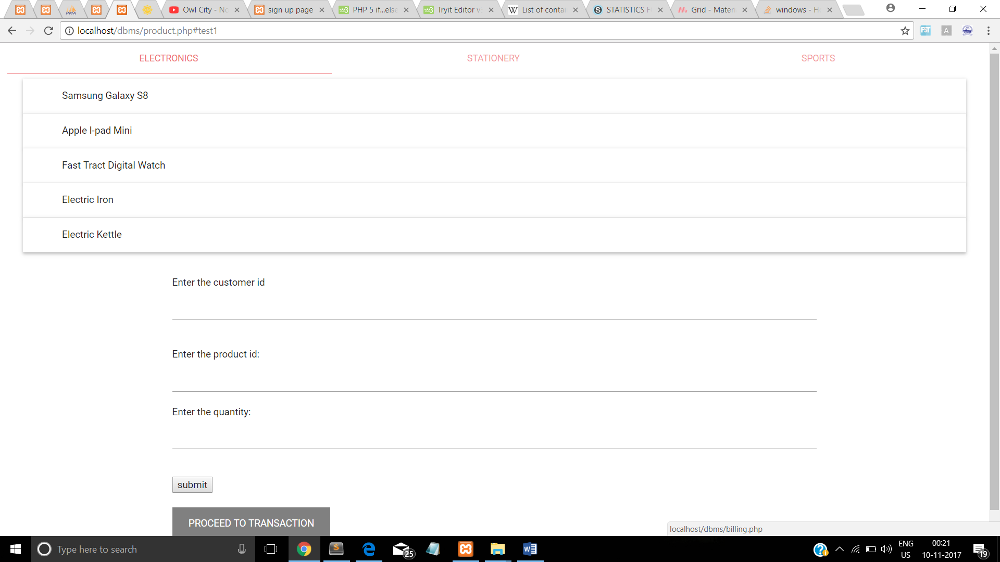 Owl City - No
sign up page
PHP 5 if...else
Tryit Editor v
List of contai
STATISTICS F
Grid - Materi
windows - H
localhost/dbms/product.php#test1
ELECTRONICS
STATIONERY
SPORTS
Samsung Galaxy S8
Apple I-pad Mini
Fast Tract Digital Watch
Electric Iron
Electric Kettle
Enter the customer id
Enter the product id:
Enter the quantity:
submit
PROCEED TO TRANSACTION
localhost/dbms/billing.php
Type here to search
25
ENG
US
00:21
10-11-2017
19